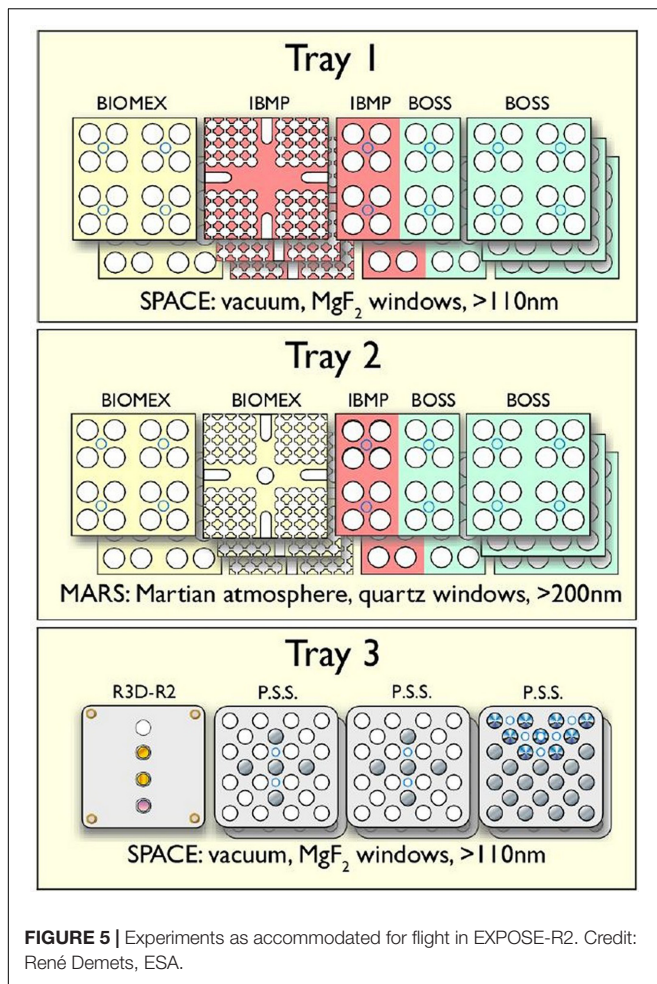 Tray 1
BIOMEX IBMP IBMP BOSS BOSS
SPACE: vacuum, MgF₂ windows, >110nm
Tray 2
BIOMEX BIOMEX IBMP BOSS BOSS
MARS: Martian atmosphere, quartz windows, >200nm
Tray 3
R3D-R2 P.S.S. P.S.S. P.S.S.
SPACE: vacuum, MgF₂ windows, >110nm
FIGURE 5 | Experiments as accommodated for flight in EXPOSE-R2. Credit:
René Demets, ESA.